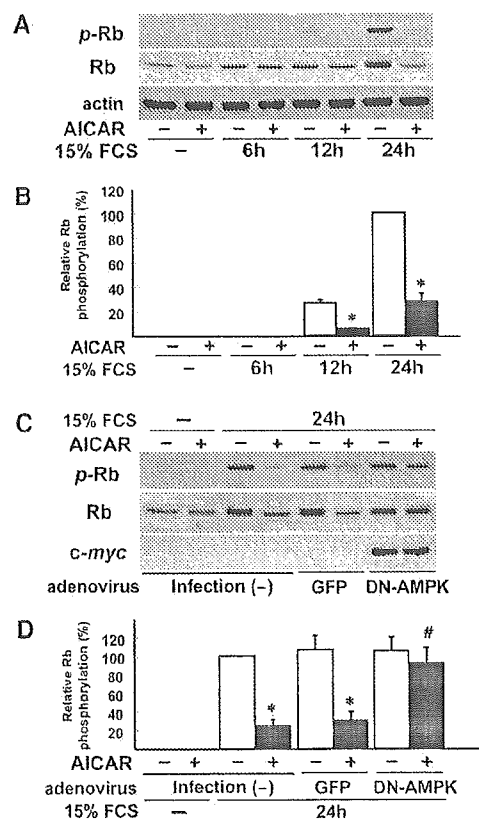 A
p-Rb
Rb
actin
AICAR − + − + − + − +
15% FCS − 6h 12h 24h
B
Relative Rb
phosphorylation (%)
120
100
80
60
40
20
* *
AICAR − + − + − + − +
15% FCS − 6h 12h 24h
C
15% FCS − 24h
AICAR − + − + − + − +
p-Rb
Rb
c-myc
adenovirus Infection (−) GFP DN-AMPK
D
Relative Rb
phosphorylation (%)
120
100
80
60
40
20
* * #
AICAR − + − + − + − +
adenovirus Infection (−) GFP DN-AMPK
15% FCS − 24h